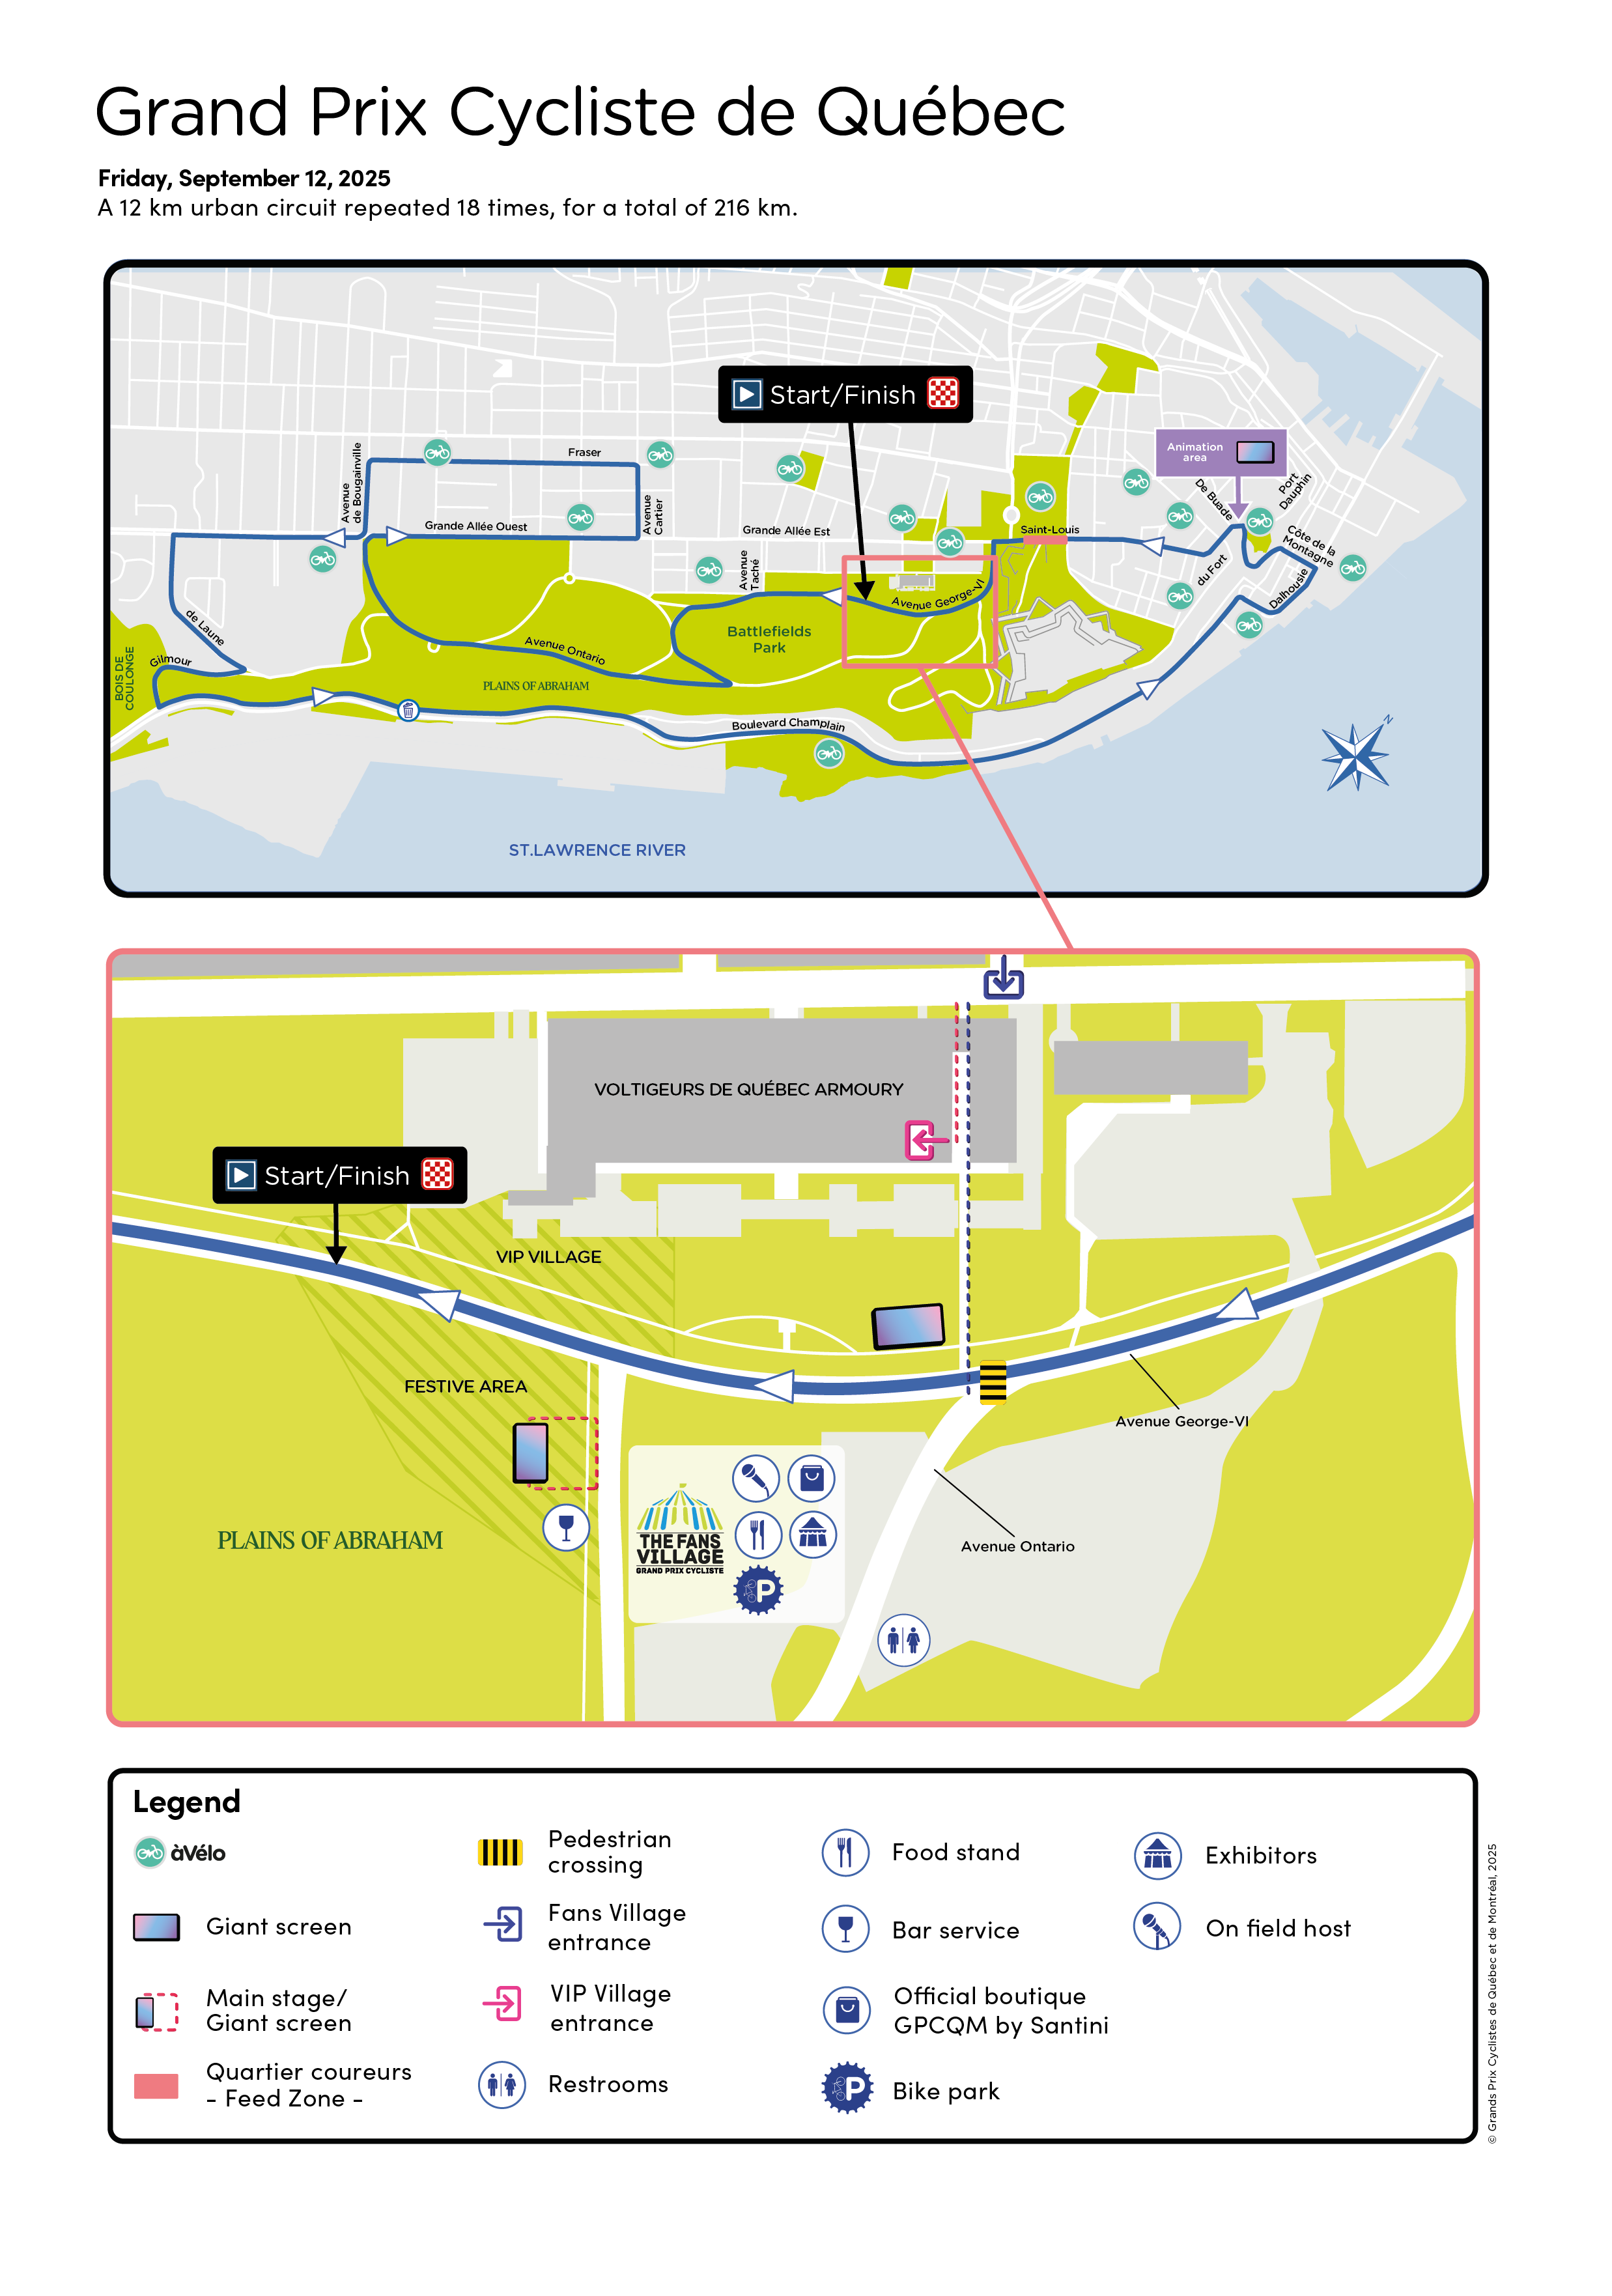 Grand Prix Cycliste de Québec
Friday, September 12, 2025
A 12 km urban circuit repeated 18 times, for a total of 216 km.
Start/Finish
Animation
area
Avenue
de Bougainville
Fraser
Avenue
Cartier
Grande Allée Ouest
Grande Allée Est
Avenue
Taché
Saint-Louis
De Buade
Port
Dauphin
Côte de la
Montagne
du Fort
Dalhousie
Avenue George-VI
Battlefields
Park
de Laune
Gilmour
BOIS DE
COULONGE
Avenue Ontario
PLAINS OF ABRAHAM
Boulevard Champlain
N
ST.LAWRENCE RIVER
VOLTIGEURS DE QUÉBEC ARMOURY
Start/Finish
VIP VILLAGE
FESTIVE AREA
Avenue George-VI
PLAINS OF ABRAHAM
THE FANS
VILLAGE
GRAND PRIX CYCLISTE
P
Avenue Ontario
Legend
àVélo
Giant screen
Main stage/
Giant screen
Quartier coureurs
- Feed Zone -
Pedestrian
crossing
Fans Village
entrance
VIP Village
entrance
Restrooms
Food stand
Bar service
Official boutique
GPCQM by Santini
P
Bike park
Exhibitors
On field host
© Grands Prix Cyclistes de Québec et de Montréal, 2025